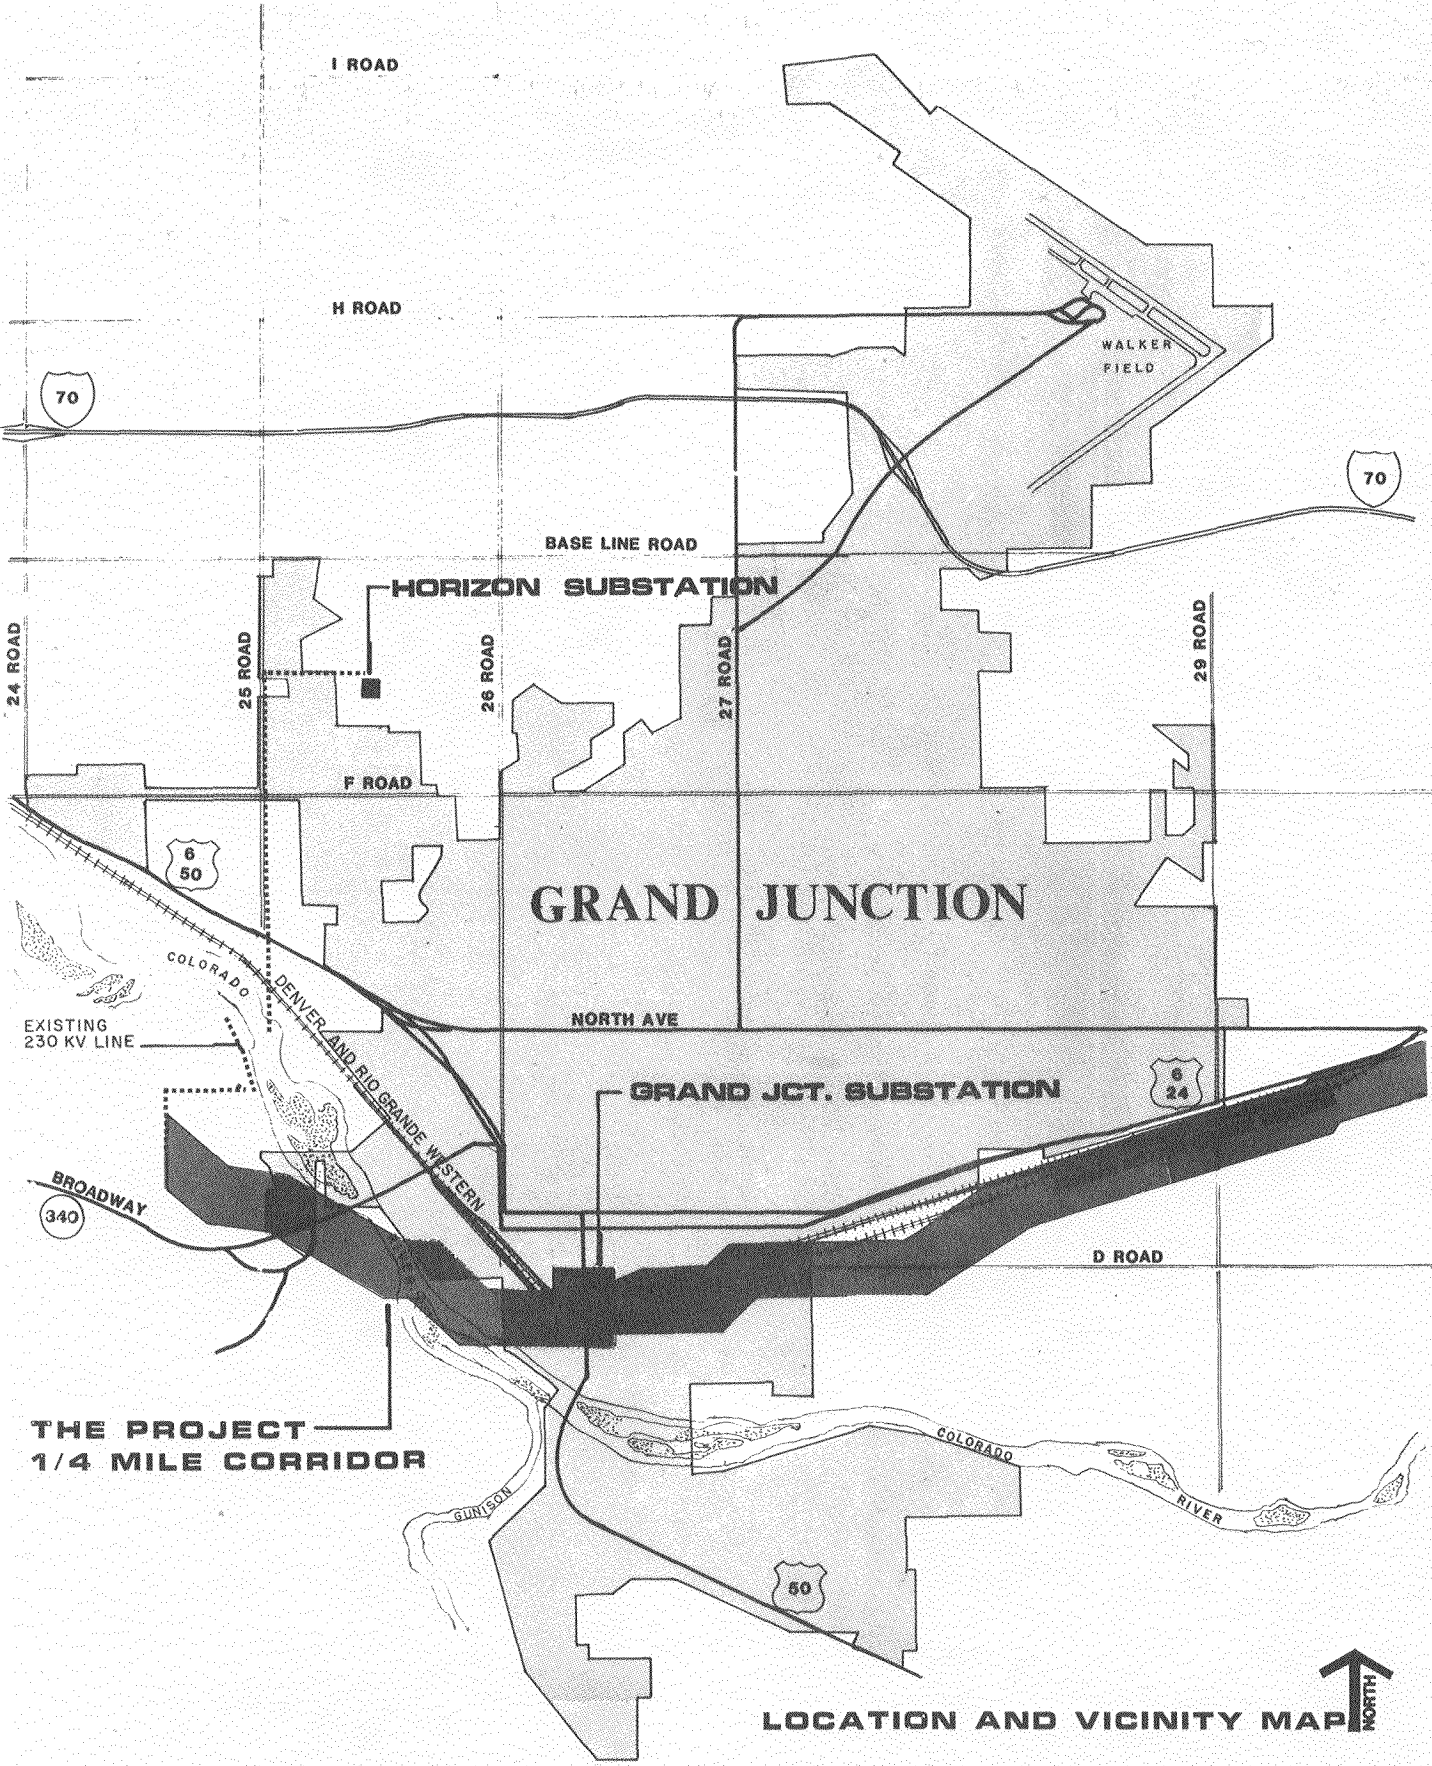 I ROAD
H ROAD
WALKER
FIELD
70
70
BASE LINE ROAD
HORIZON SUBSTATION
24 ROAD
25 ROAD
26 ROAD
27 ROAD
29 ROAD
F ROAD
6
50
GRAND JUNCTION
COLORADO
DENVER AND RIO GRANDE WESTERN
NORTH AVE
EXISTING
230 KV LINE
GRAND JCT. SUBSTATION
6
24
BROADWAY
340
D ROAD
THE PROJECT
1/4 MILE CORRIDOR
COLORADO
RIVER
GUNISON
50
LOCATION AND VICINITY MAP
NORTH